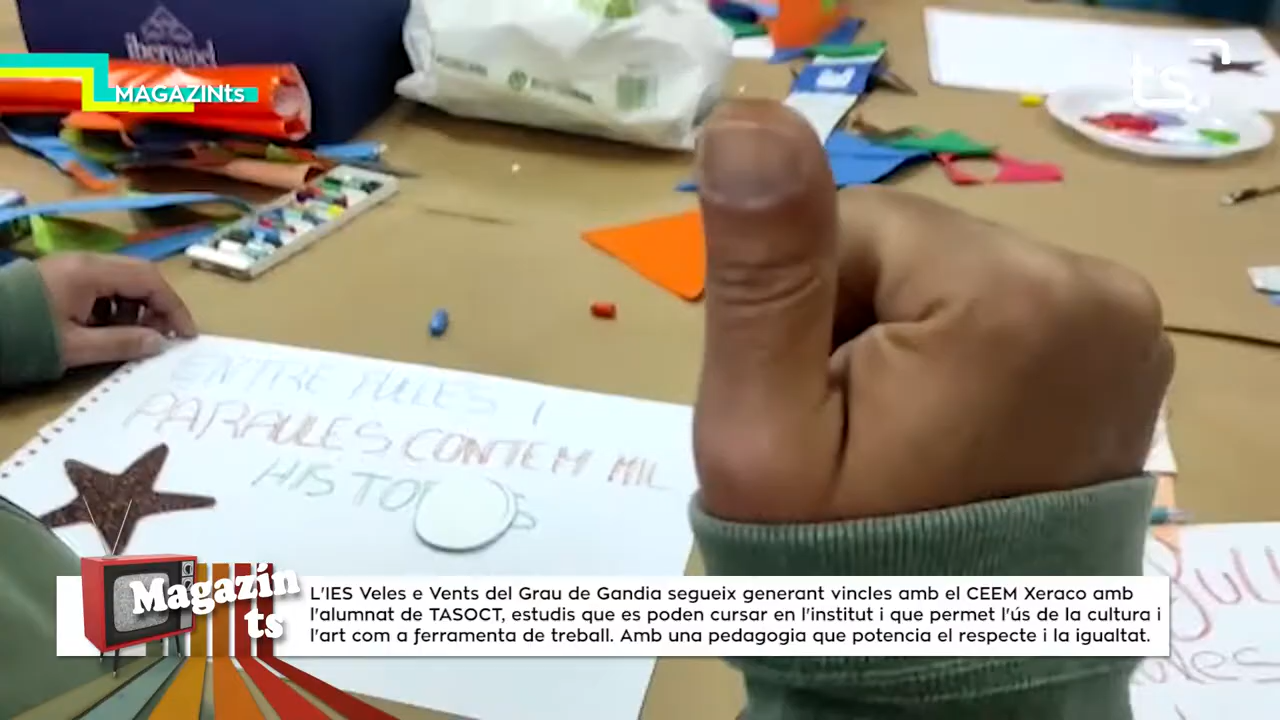 ibernapel
MAGAZINts
ts
ENTRE FULLES I
PARAULES CONTEM MIL
Magazin
ts
L'IES Veles e Vents del Grau de Gandia segueix generant vincles amb el CEEM Xeraco amb
l'alumnat de TASOCT, estudis que es poden cursar en l'institut i que permet l'ús de la cultura i
l'art com a ferramenta de treball. Amb una pedagogia que potencia el respecte i la igualtat.